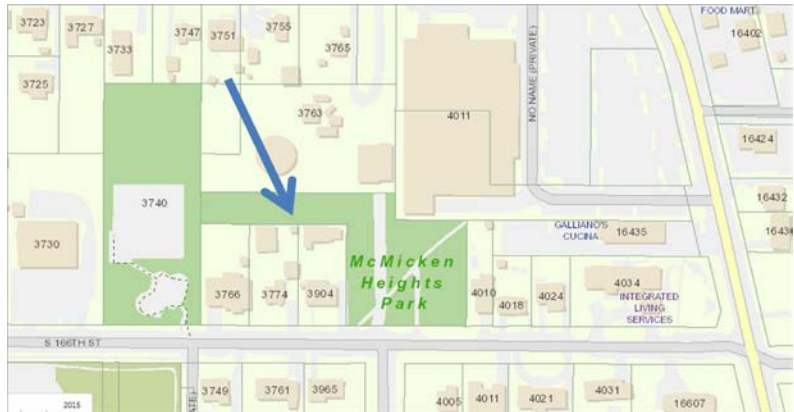 3723
3727
3733
3747
3751
3755
3765
FOOD MART
16402
3725
3763
4011
NO NAME (PRIVATE)
16424
3740
16432
3730
GALLIANO'S
CUCINA
16435
McMicken
Heights
Park
3766
3774
3904
4010
4018
4024
4034
INTEGRATED
LIVING
SERVICES
S 166TH ST
3749
3761
3965
4005
4011
4021
4031
16607
2015